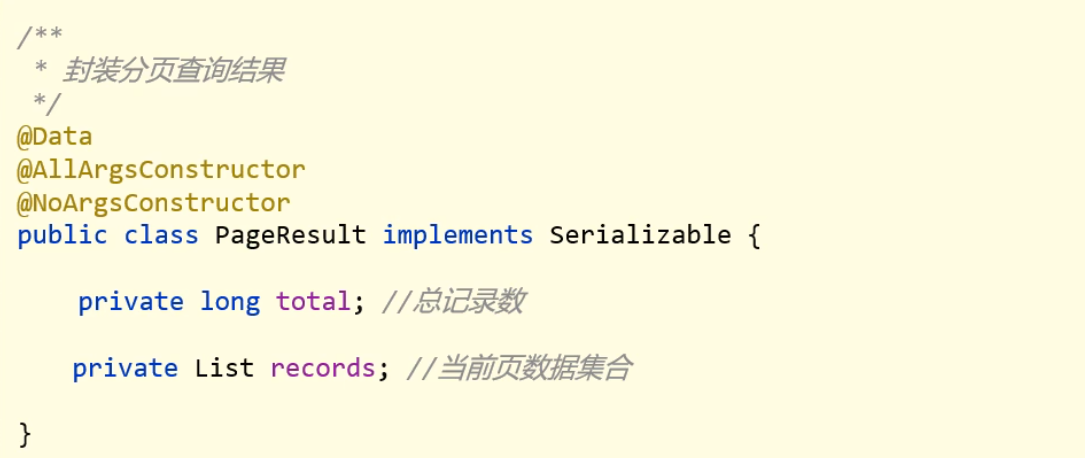 /**
 * 封装分页查询结果
 */
@Data
@AllArgsConstructor
@NoArgsConstructor
public class PageResult implements Serializable {
    private long total; //总记录数
    private List records; //当前页数据集合
}